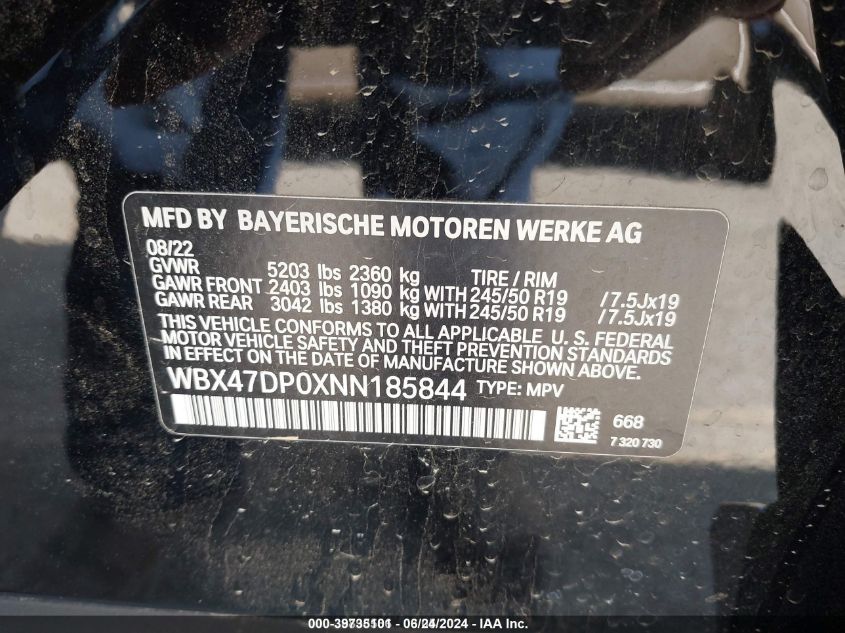 MFD BY BAYERISCHE MOTOREN WERKE AG
08/22
GVWR 5203 lbs 2360 kg TIRE / RIM
GAWR FRONT 2403 lbs 1090 kg WITH 245/50 R19 /7.5Jx19
GAWR REAR 3042 lbs 1380 kg WITH 245/50 R19 /7.5Jx19
THIS VEHICLE CONFORMS TO ALL APPLICABLE U. S. FEDERAL
MOTOR VEHICLE SAFETY AND THEFT PREVENTION STANDARDS
IN EFFECT ON THE DATE OF MANUFACTURE SHOWN ABOVE.
WBX47DP0XNN185844 TYPE: MPV
668
7 320 730
000-39735101 - 06/24/2024 - IAA Inc.